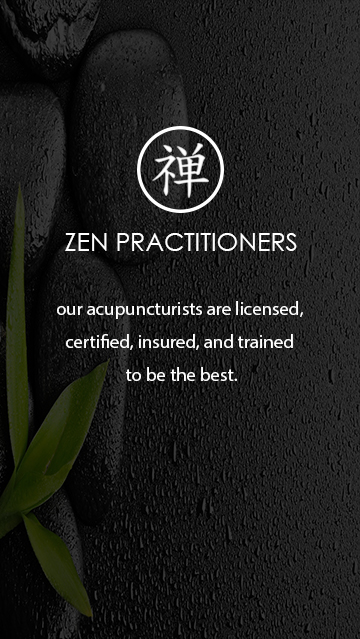 禅
ZEN PRACTITIONERS
our acupuncturists are licensed,
certified, insured, and trained
to be the best.